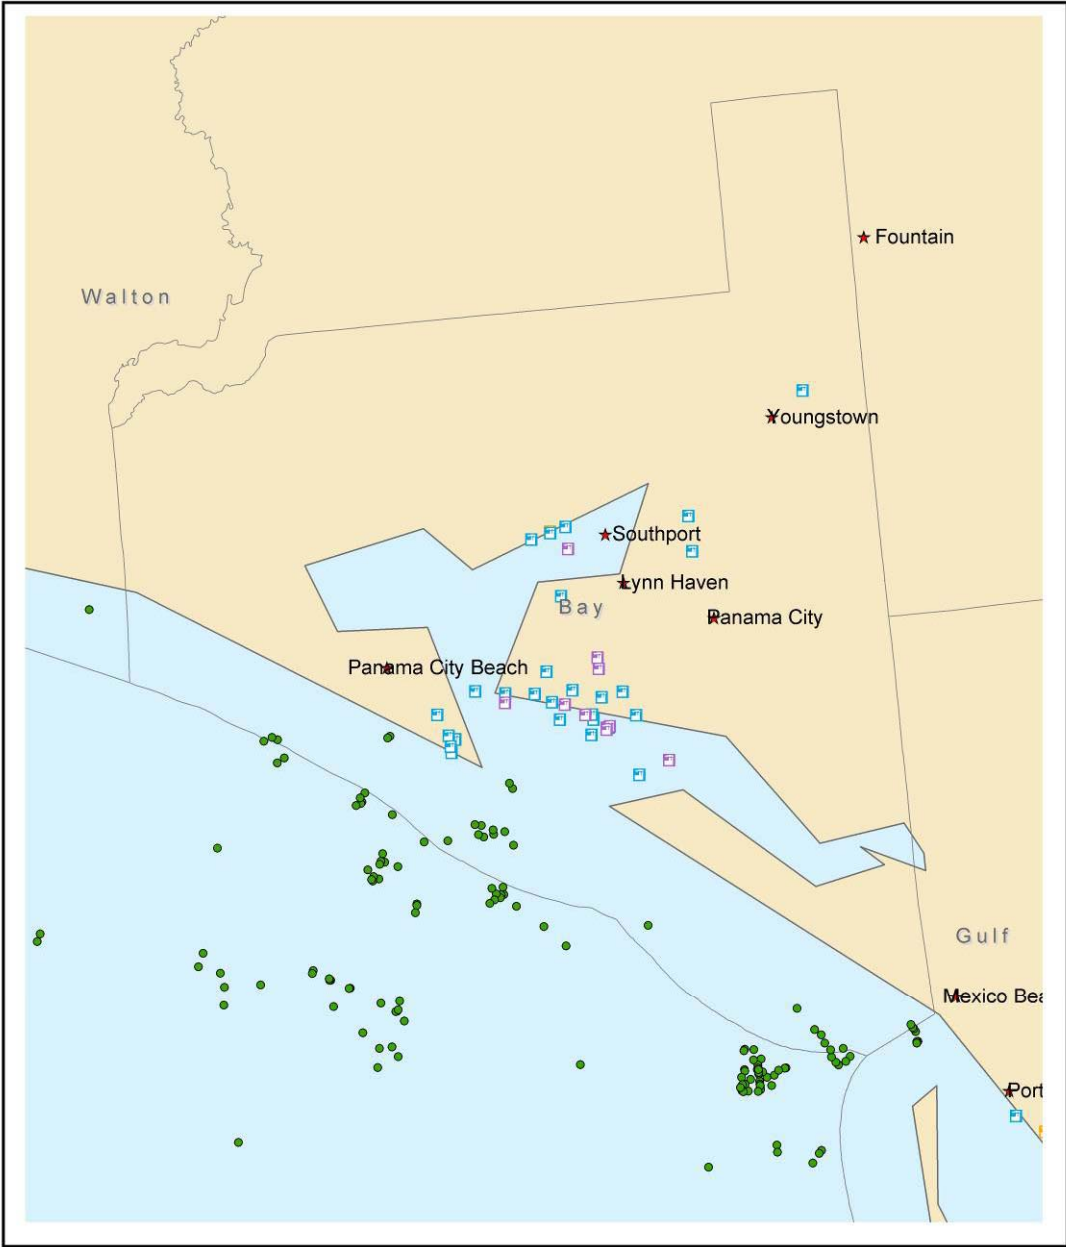 Fountain
Walton
Youngstown
Southport
Lynn Haven
Bay
Panama City
Panama City Beach
Gulf
Mexico Bea
Port